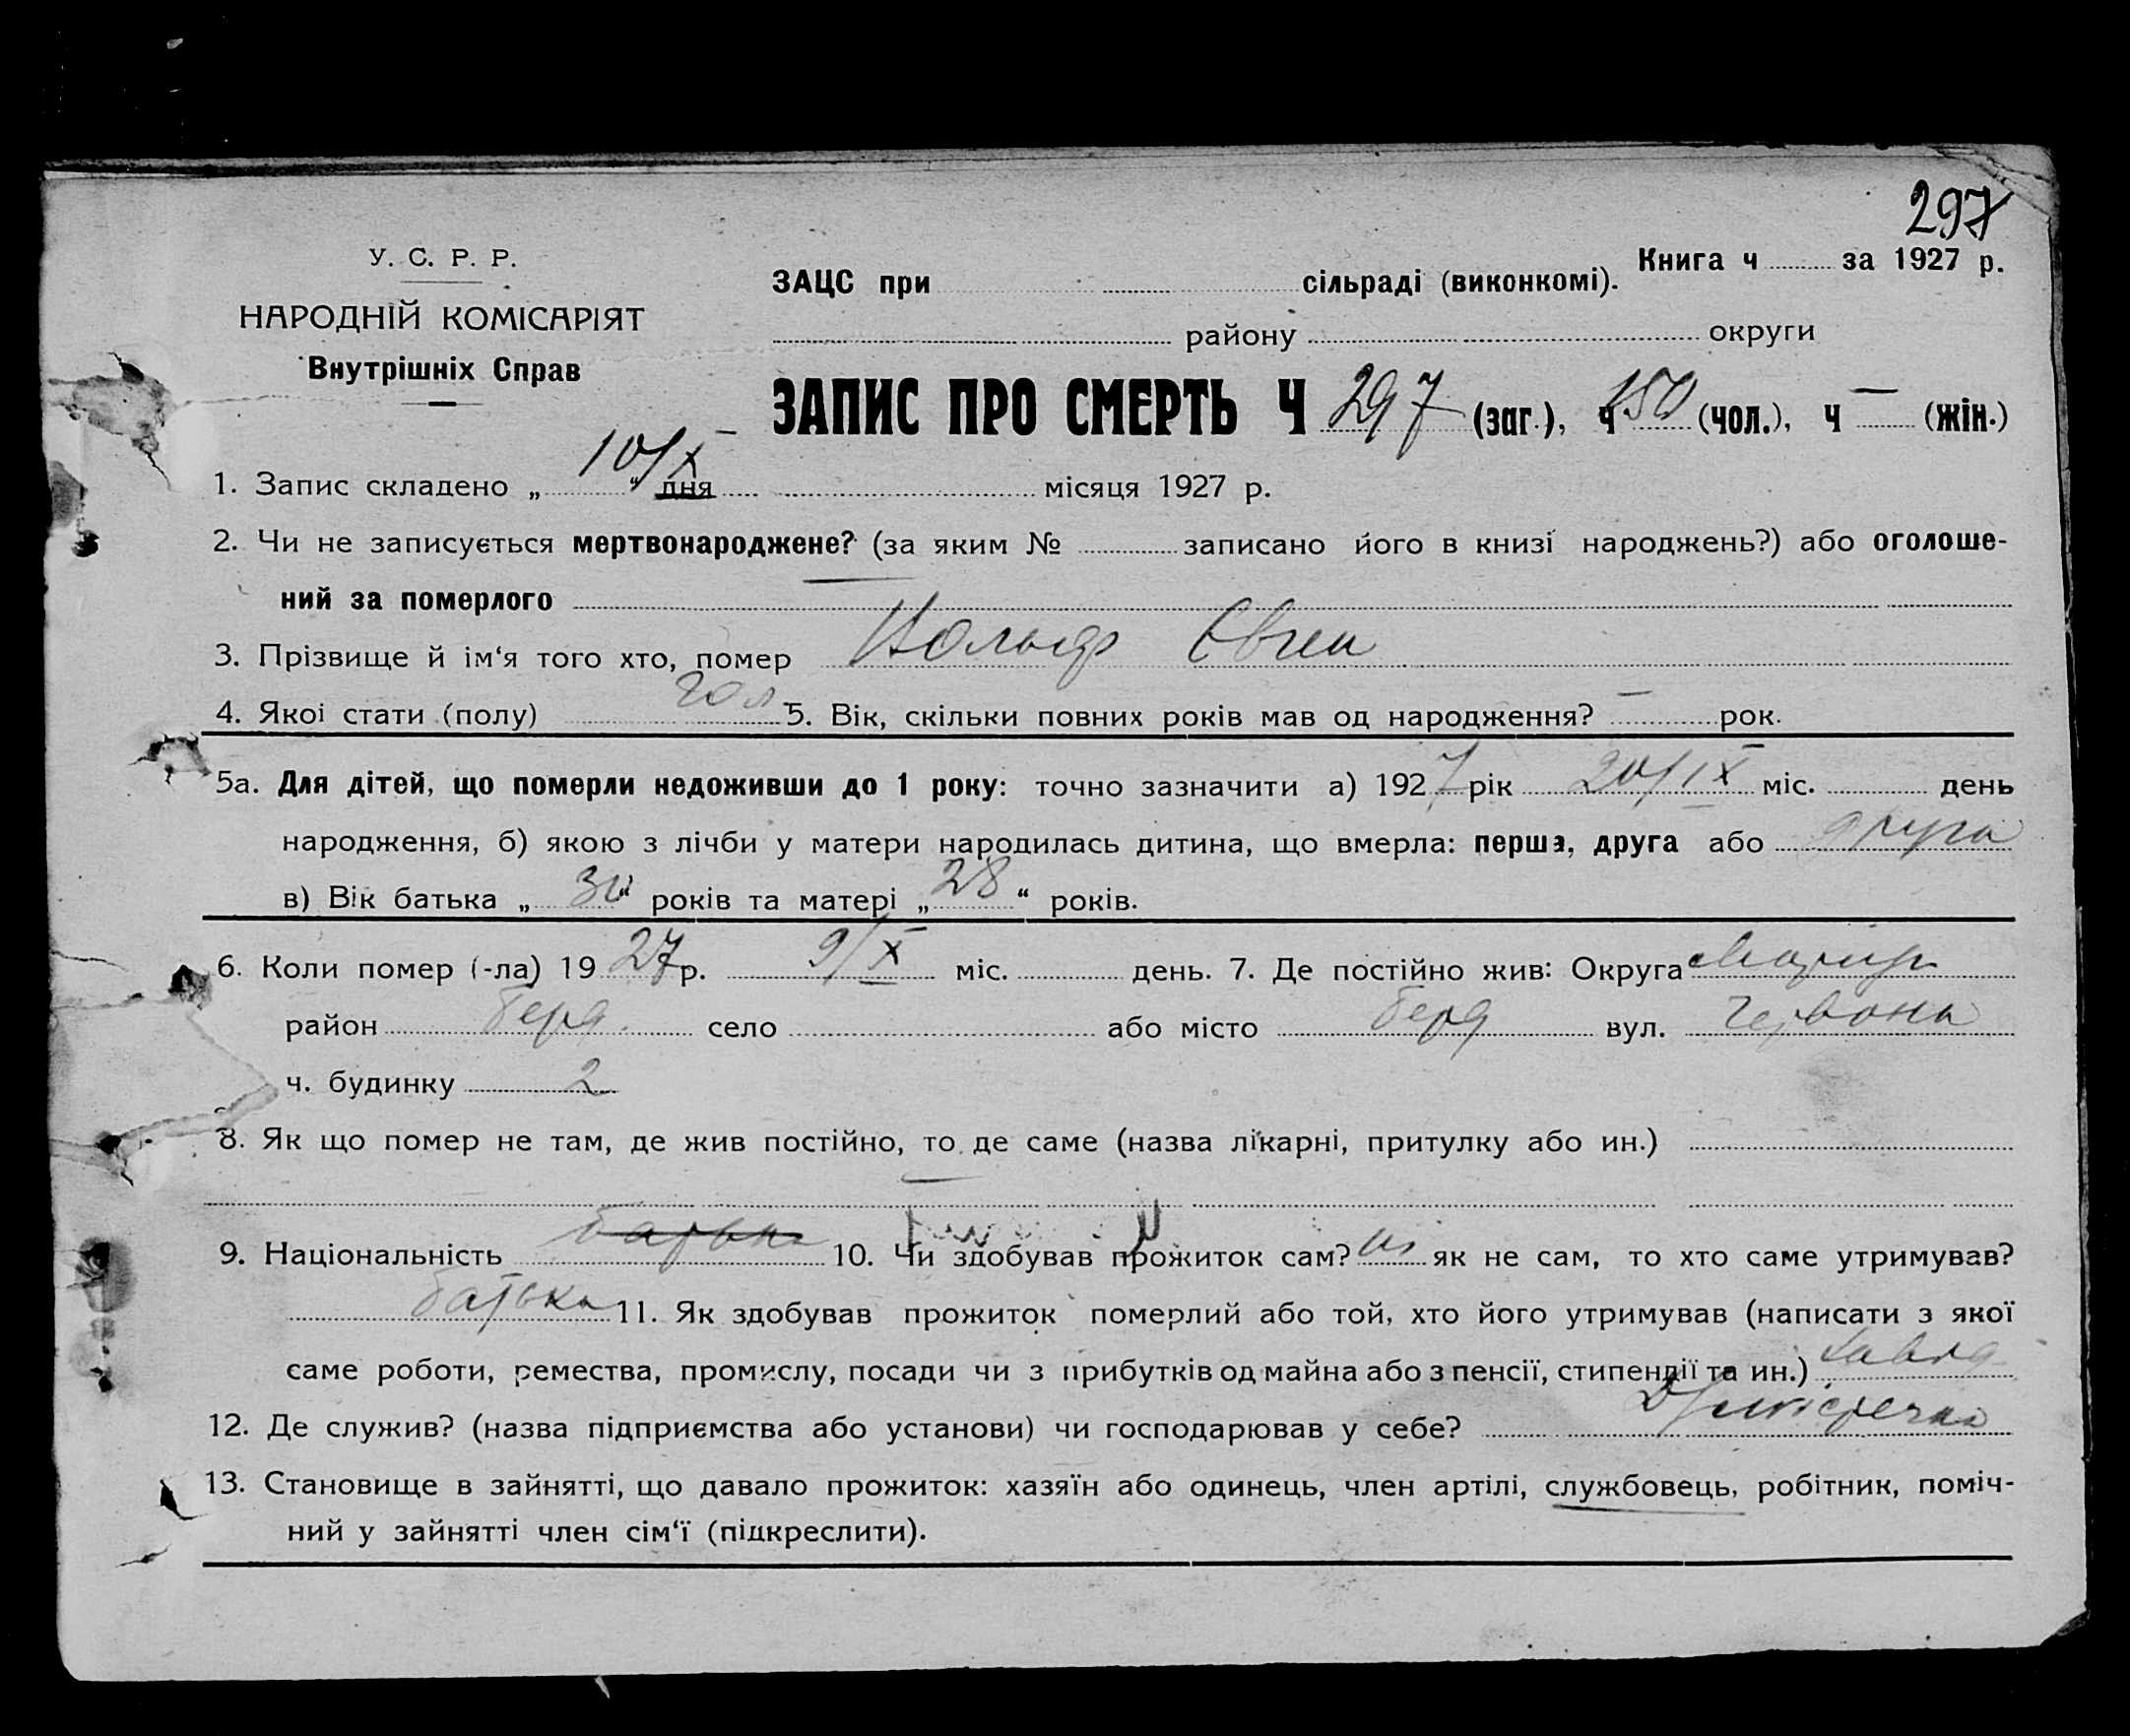 297
У. С. Р. Р.
НАРОДНІЙ КОМІСАРІЯТ
Внутрішніх Справ
ЗАЦС при сільраді (виконкомі). Книга ч за 1927 р.
району округи
ЗАПИС ПРО СМЕРТЬ Ч 297 (заг.), ч 150 (чол.), ч — (жін.)
1. Запис складено „ 10/X “ дня місяця 1927 р.
2. Чи не записується мертвонароджене? (за яким № записано його в книзі народжень?) або оголоше-
ний за померлого
3. Прізвище й ім‘я того хто, помер Вольф Євген
4. Якоі стати (полу) чол 5. Вік, скільки повних років мав од народження? — рок.
5а. Для дітей, що померли недоживши до 1 року: точно зазначити а) 1927 рік 20/IX міс. день
народження, б) якою з лічби у матери народилась дитина, що вмерла: перша, друга або друга
в) Вік батька „ 30 “ років та матері „ 28 “ років.
6. Коли помер (-ла) 1927 р. 9/X міс. день. 7. Де постійно жив: Округа Маріуп
район Берд. село або місто Берд вул. Червона
ч. будинку 2
8. Як що помер не там, де жив постійно, то де саме (назва лікарні, притулку або ин.)
9. Національність 10. Чи здобував прожиток сам? ні як не сам, то хто саме утримував?
батько 11. Як здобував прожиток померлий або той, хто його утримував (написати з якої
саме роботи, ремества, промислу, посади чи з прибутків од майна або з пенсії, стипендії та ин.)
12. Де служив? (назва підприємства або установи) чи господарював у себе?
13. Становище в зайнятті, що давало прожиток: хазяїн або одинець, член артілі, службовець, робітник, поміч-
ний у зайнятті член сім‘ї (підкреслити).